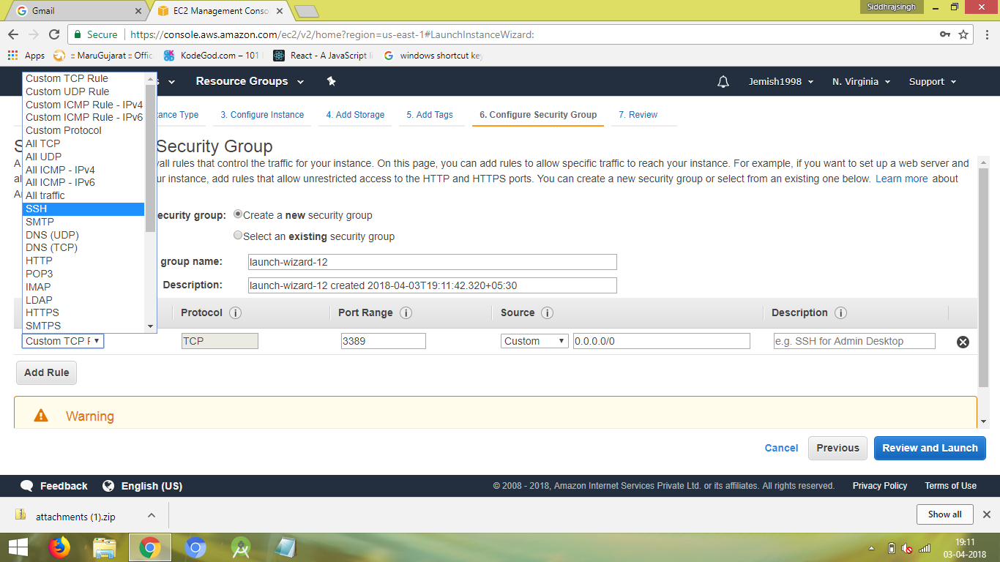 Gmail
EC2 Management Conso
Siddhrajsingh
Secure
https://console.aws.amazon.com/ec2/v2/home?region=us-east-1#LaunchInstanceWizard:
Apps
:: MaruGujarat :: Offic
KodeGod.com – 101
React - A JavaScript li
windows shortcut key
Resource Groups
Jemish1998
N. Virginia
Support
Custom TCP Rule
Custom UDP Rule
Custom ICMP Rule - IPv4
Custom ICMP Rule - IPv6
Custom Protocol
All TCP
All UDP
All ICMP - IPv4
All ICMP - IPv6
All traffic
SSH
SMTP
DNS (UDP)
DNS (TCP)
HTTP
POP3
IMAP
LDAP
HTTPS
SMTPS
tance Type
3. Configure Instance
4. Add Storage
5. Add Tags
6. Configure Security Group
7. Review
Security Group
wall rules that control the traffic for your instance. On this page, you can add rules to allow specific traffic to reach your instance. For example, if you want to set up a web server and
ur instance, add rules that allow unrestricted access to the HTTP and HTTPS ports. You can create a new security group or select from an existing one below. Learn more about
ecurity group:
Create a new security group
Select an existing security group
group name:
launch-wizard-12
Description:
launch-wizard-12 created 2018-04-03T19:11:42.320+05:30
Protocol
Port Range
Source
Description
Custom TCP F
TCP
3389
Custom
0.0.0.0/0
e.g. SSH for Admin Desktop
Add Rule
Warning
Cancel
Previous
Review and Launch
Feedback
English (US)
© 2008 - 2018, Amazon Internet Services Private Ltd. or its affiliates. All rights reserved.
Privacy Policy
Terms of Use
attachments (1).zip
Show all
19:11
03-04-2018